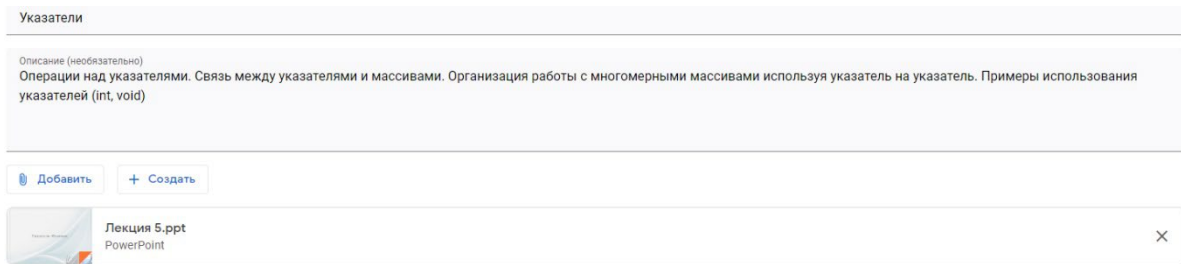 Указатели
Описание (необязательно)
Операции над указателями. Связь между указателями и массивами. Организация работы с многомерными массивами используя указатель на указатель. Примеры использования
указателей (int, void)
Добавить
+ Создать
Лекция 5.ppt
PowerPoint